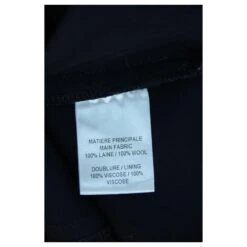 MATIERE PRINCIPALE
MAIN FABRIC
100% LAINE / 100% WOOL
DOUBLURE / LINING
100% VISCOSE / 100%
VISCOSE